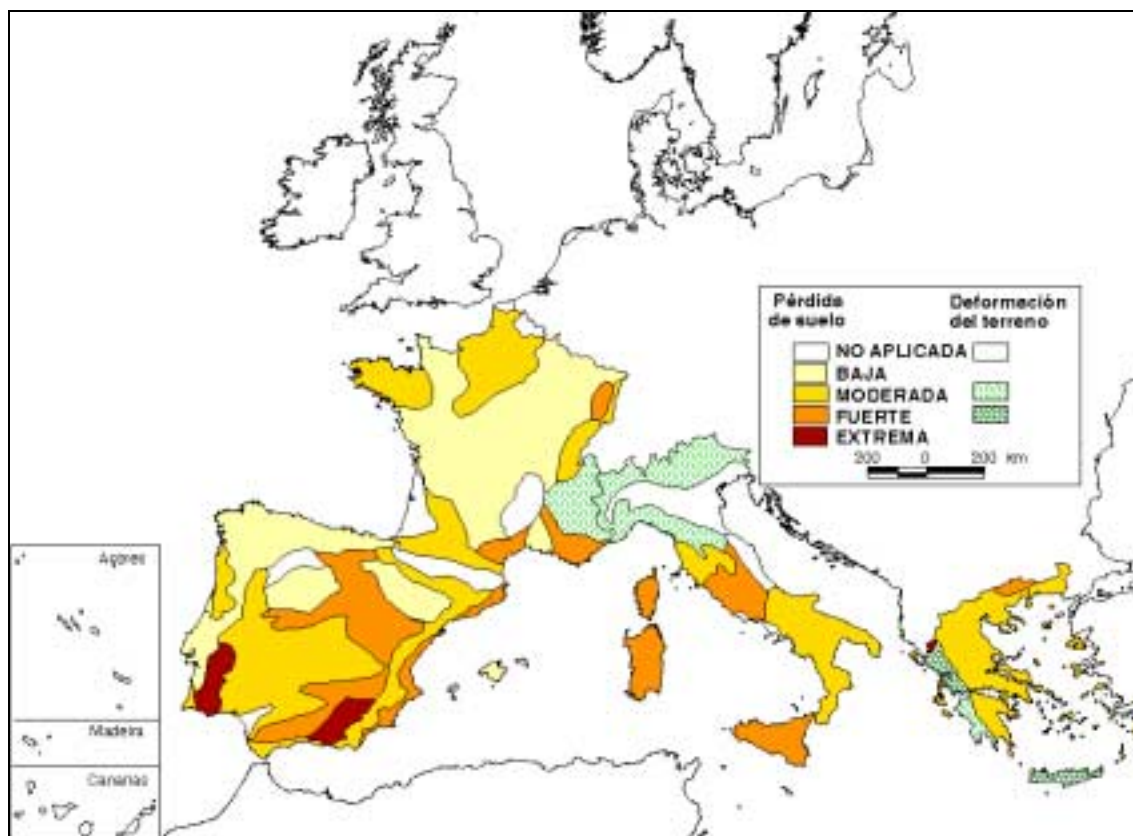 Pérdida de suelo
Deformación del terreno
NO APLICADA
BAJA
MODERADA
FUERTE
EXTREMA
200 0 200 Km
Açores
Madeira
Canarias